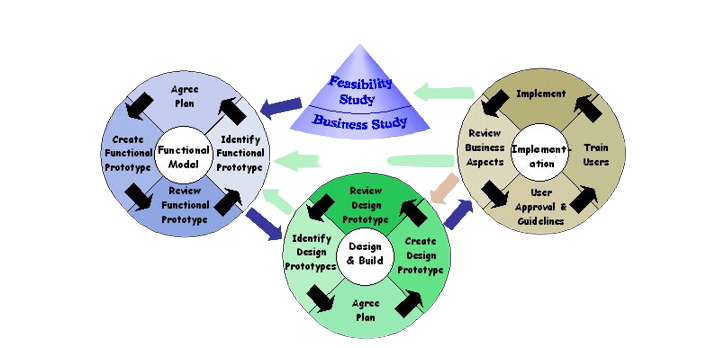 Feasibility
Study
Business Study
Agree
Plan
Create
Functional
Prototype
Functional
Model
Identify
Functional
Prototype
Review
Functional
Prototype
Implement
Review
Business
Aspects
Implement-
ation
Train
Users
User
Approval &
Guidelines
Review
Design
Prototype
Identify
Design
Prototypes
Design
& Build
Create
Design
Prototype
Agree
Plan